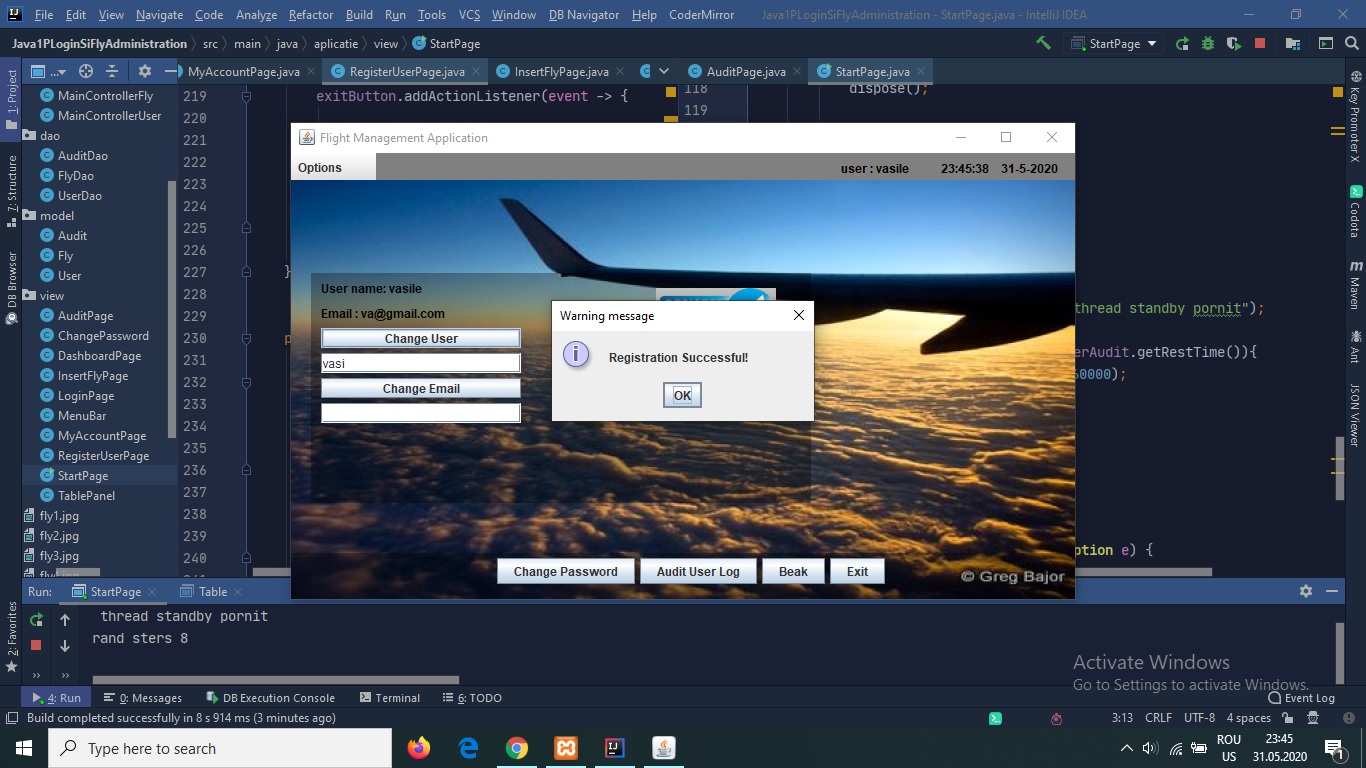 File Edit View Navigate Code Analyze Refactor Build Run Tools VCS Window DB Navigator Help CoderMirror Java1PLoginSiFlyAdministration - StartPage.java - IntelliJ IDEA
Java1PLoginSiFlyAdministration src main java aplicatie view StartPage StartPage
... MyAccountPage.java RegisterUserPage.java InsertFlyPage.java AuditPage.java StartPage.java
1: Project
7: Structure
DB Browser
2: Favorites
MainControllerFly
MainControllerUser
dao
AuditDao
FlyDao
UserDao
model
Audit
Fly
User
view
AuditPage
ChangePassword
DashboardPage
InsertFlyPage
LoginPage
MenuBar
MyAccountPage
RegisterUserPage
StartPage
TablePanel
fly1.jpg
fly2.jpg
fly3.jpg
219 exitButton.addActionListener(event -> {
220
221
222
223
224
225
226
227 }
228
229
230
231
232
233
234
235
236
237
238
239
240
118 dispose();
119
thread standby pornit");
erAudit.getRestTime()){
0000);
ption e) {
Flight Management Application
Options user : vasile 23:45:38 31-5-2020
User name: vasile
Email : va@gmail.com
Change User
vasi
Change Email
Warning message
Registration Successful!
OK
Change Password Audit User Log Beak Exit
© Greg Bajor
Key Promoter X
Codota
Maven
Ant
JSON Viewer
Run: StartPage Table
thread standby pornit
rand sters 8
Activate Windows
Go to Settings to activate Windows.
4: Run 0: Messages DB Execution Console Terminal 6: TODO Event Log
Build completed successfully in 8 s 914 ms (3 minutes ago) 3:13 CRLF UTF-8 4 spaces
Type here to search
ROU
US
23:45
31.05.2020
1